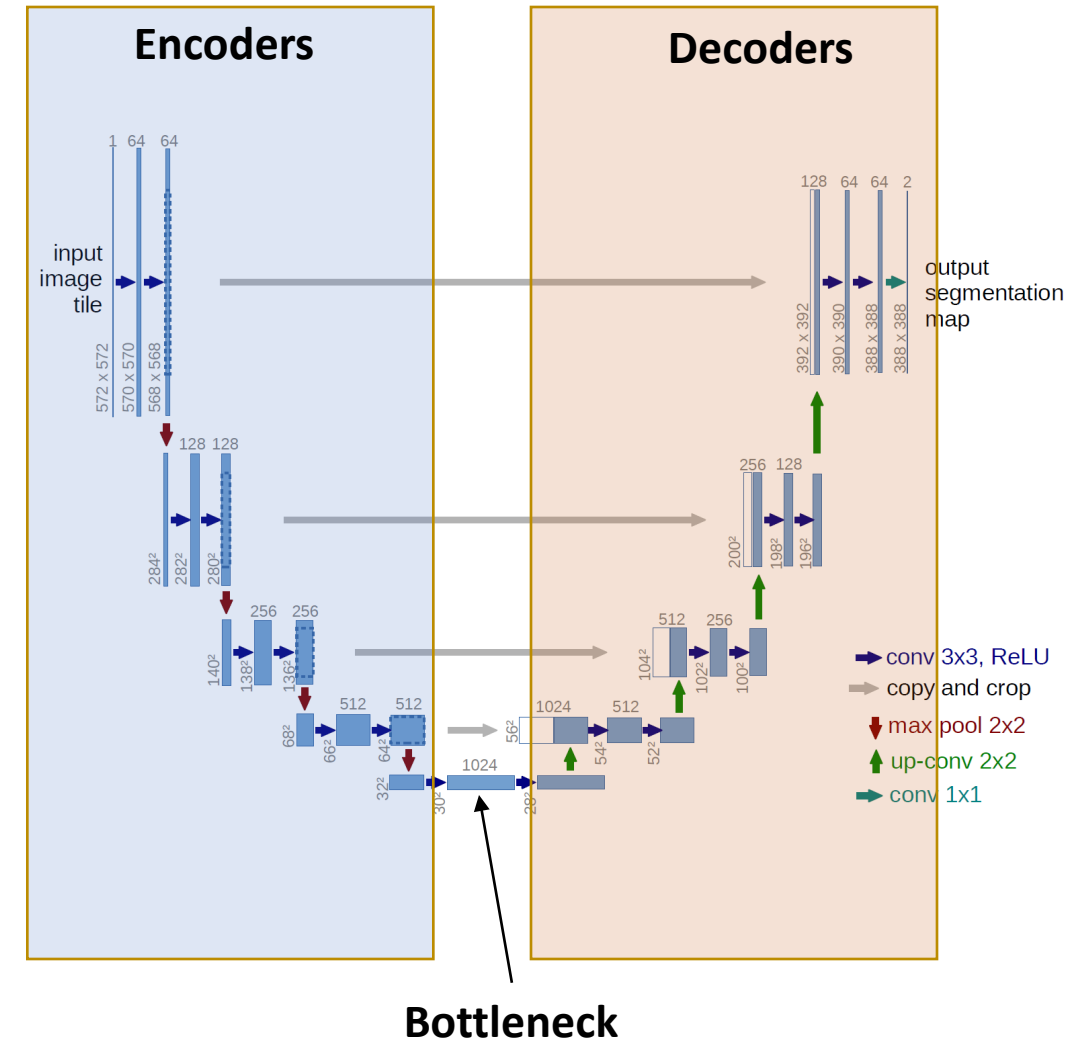 Encoders
Decoders
1 64 64
128 64 64 2
input
image
tile
output
segmentation
map
572 x 572
570 x 570
568 x 568
392 x 392
390 x 390
388 x 388
388 x 388
128 128
256 128
284²
282²
280²
200²
198²
196²
256 256
512 256
140²
138²
136²
104²
102²
100²
conv 3x3, ReLU
copy and crop
max pool 2x2
up-conv 2x2
conv 1x1
512 512
1024 512
68²
66²
64²
56²
54²
52²
1024
32²
30²
28²
Bottleneck